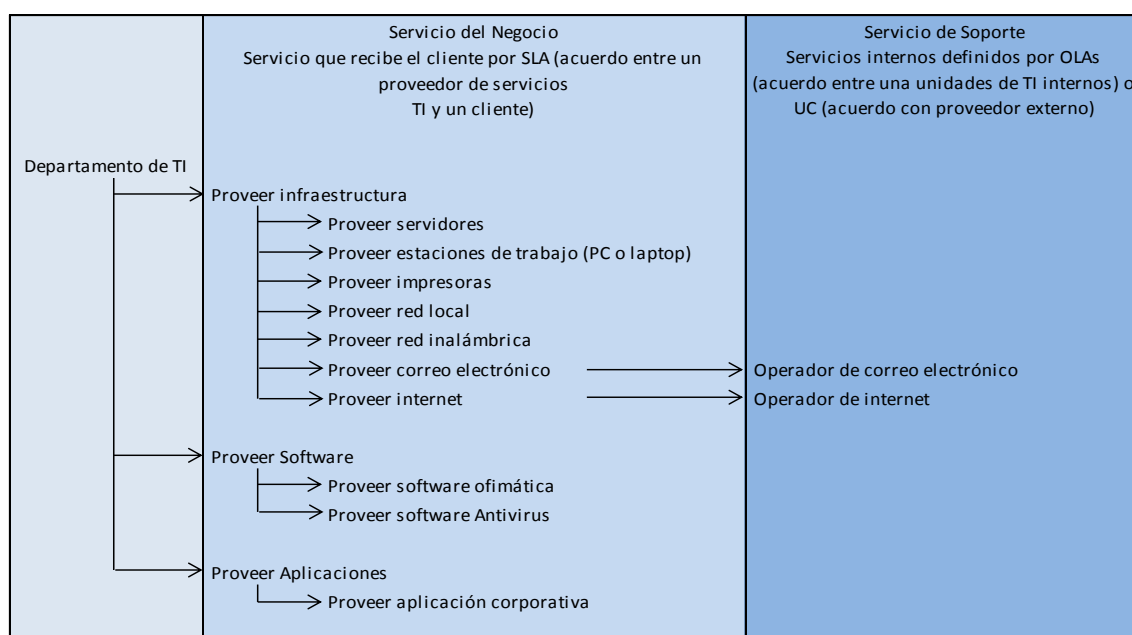 Servicio del Negocio
Servicio que recibe el cliente por SLA (acuerdo entre un
proveedor de servicios
TI y un cliente)
Servicio de Soporte
Servicios internos definidos por OLAs
(acuerdo entre una unidades de TI internos) o
UC (acuerdo con proveedor externo)
Departamento de TI
Proveer infraestructura
Proveer servidores
Proveer estaciones de trabajo (PC o laptop)
Proveer impresoras
Proveer red local
Proveer red inalámbrica
Proveer correo electrónico
Operador de correo electrónico
Proveer internet
Operador de internet
Proveer Software
Proveer software ofimática
Proveer software Antivirus
Proveer Aplicaciones
Proveer aplicación corporativa